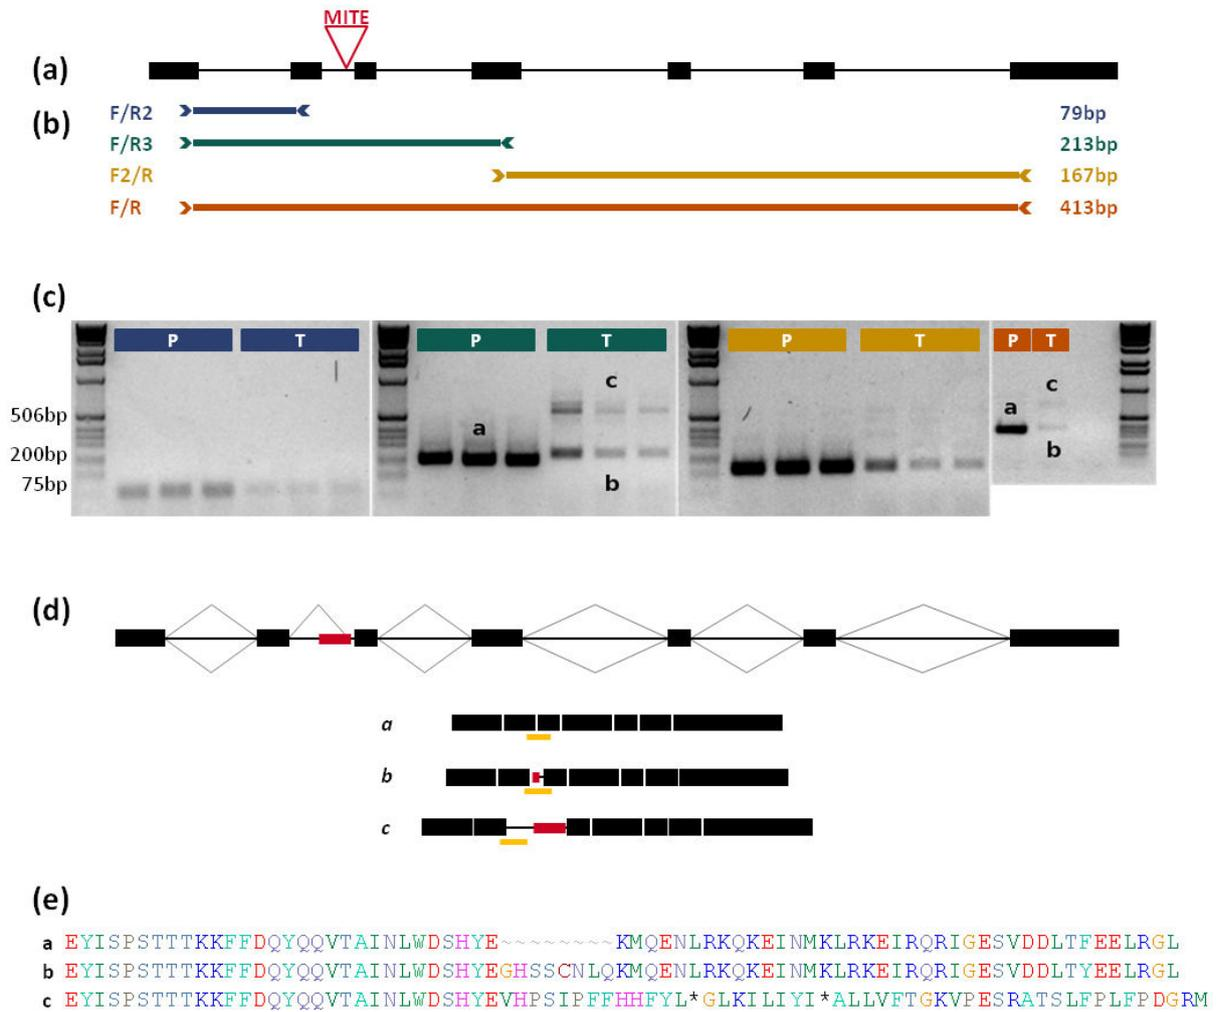 MITE
(a)
(b)
F/R2 79bp
F/R3 213bp
F2/R 167bp
F/R 413bp
(c)
P T P T P T P T
c c
a a
506bp
200bp b
75bp b
(d)
a
b
c
(e)
a EYISPSTTTKKFFDQYQQVTAINLWDSHYE~~~~~~~~KMQENLRKQKEINMKLRKEIRQRIGESVDDLTFEELRGL
b EYISPSTTTKKFFDQYQQVTAINLWDSHYEGHSSCNLQKMQENLRKQKEINMKLRKEIRQRIGESVDDLTYEELRGL
c EYISPSTTTKKFFDQYQQVTAINLWDSHYEVHPSIPFFHHFYL*GLKILIYI*ALLVFTGKVPESRATSLFPLFPDGRM